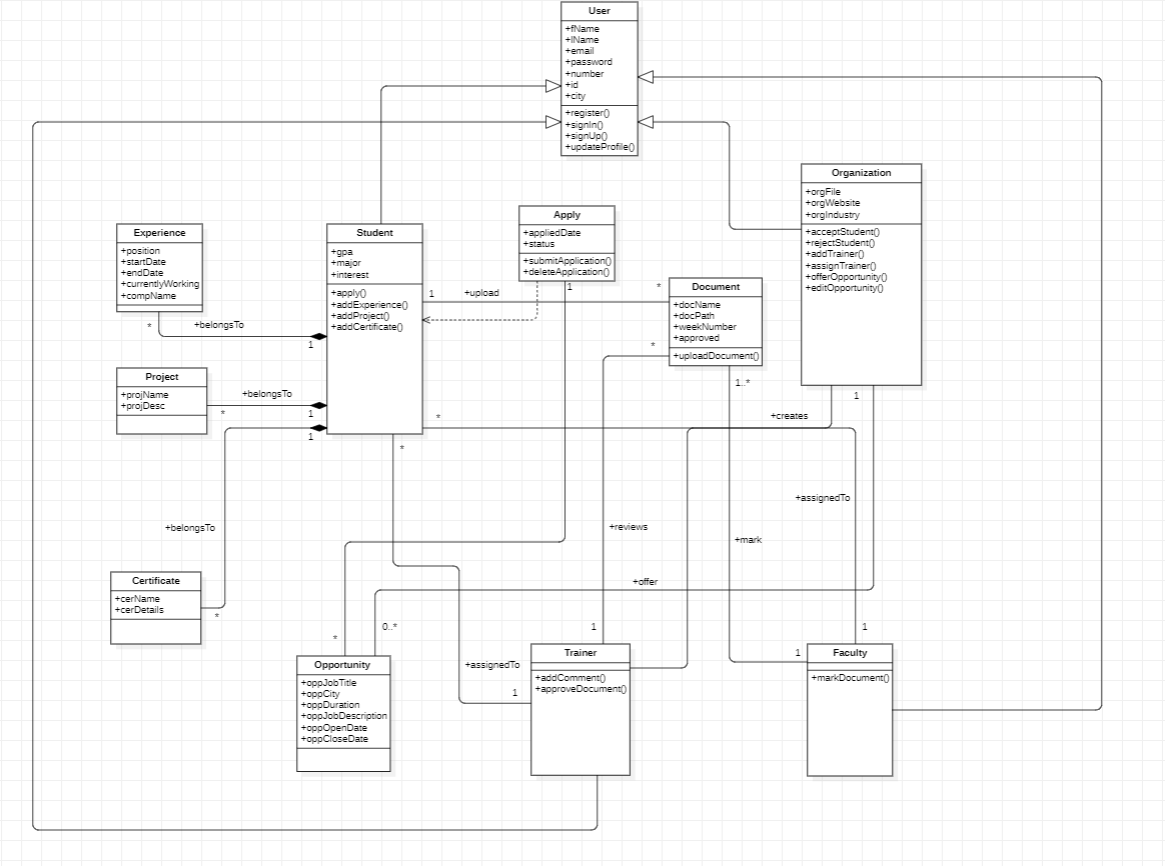 User
+fName
+lName
+email
+password
+number
+id
+city
+register()
+signIn()
+signUp()
+updateProfile()
Organization
+orgFile
+orgWebsite
+orgIndustry
+acceptStudent()
+rejectStudent()
+addTrainer()
+assignTrainer()
+offerOpportunity()
+editOpportunity()
Apply
+appliedDate
+status
+submitApplication()
+deleteApplication()
Experience
+position
+startDate
+endDate
+currentlyWorking
+compName
Student
+gpa
+major
+interest
+apply()
+addExperience()
+addProject()
+addCertificate()
Document
+docName
+docPath
+weekNumber
+approved
+uploadDocument()
1
+upload
*
1
*
+belongsTo
1
*
Project
+projName
+projDesc
+belongsTo
*
1
1..*
1
*
+creates
1
*
+assignedTo
+belongsTo
+reviews
+mark
Certificate
+cerName
+cerDetails
*
+offer
*
0..*
1
1
Opportunity
+oppJobTitle
+oppCity
+oppDuration
+oppJobDescription
+oppOpenDate
+oppCloseDate
+assignedTo
1
Trainer
+addComment()
+approveDocument()
1
Faculty
+markDocument()